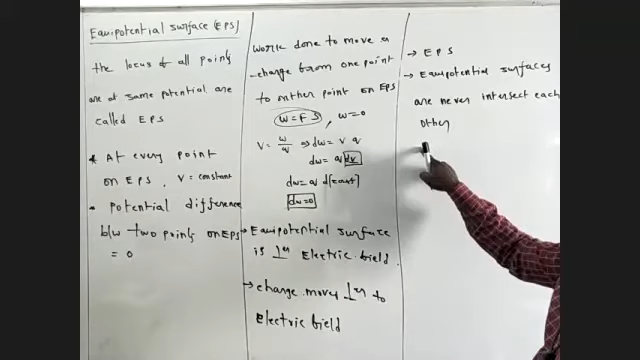 Equipotential surface (EPS)
the locus of all points
are at same potential are
called EPS
* At every point
on EPS, V = constant
* potential difference
b/w two points on EPS
= 0
work done to move a
charge from one point
to other point on EPS
W = F S, W = 0
V = W/q ⇒ dw = V q
dw = q dv
dw = q d[const]
dw = 0
→ Equipotential surface
is ⊥er Electric field.
→ charge moves ⊥er to
electric field
→ EPS
→ Equipotential surfaces
are never intersect each
other